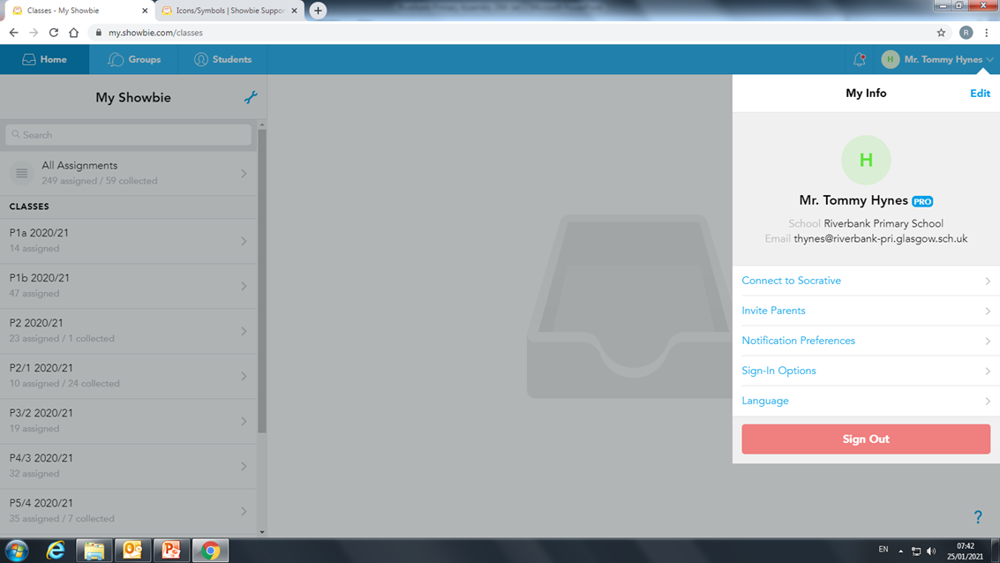 Classes - My Showbie
Icons/Symbols | Showbie Suppor
my.showbie.com/classes
R
Home
Groups
Students
H
Mr. Tommy Hynes
My Showbie
Search
All Assignments
249 assigned / 59 collected
CLASSES
P1a 2020/21
14 assigned
P1b 2020/21
47 assigned
P2 2020/21
23 assigned / 1 collected
P2/1 2020/21
10 assigned / 24 collected
P3/2 2020/21
19 assigned
P4/3 2020/21
32 assigned
P5/4 2020/21
35 assigned / 7 collected
My Info
Edit
H
Mr. Tommy Hynes PRO
School Riverbank Primary School
Email thynes@riverbank-pri.glasgow.sch.uk
Connect to Socrative
Invite Parents
Notification Preferences
Sign-In Options
Language
Sign Out
?
EN
07:42
25/01/2021